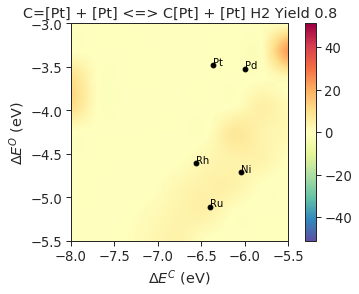 C=[Pt] + [Pt] <=> C[Pt] + [Pt] H2 Yield 0.8
−3.0
−3.5
−4.0
−4.5
−5.0
−5.5
ΔE^O (eV)
Pt
Pd
Rh
Ni
Ru
−8.0 −7.5 −7.0 −6.5 −6.0 −5.5
ΔE^C (eV)
40
20
0
−20
−40